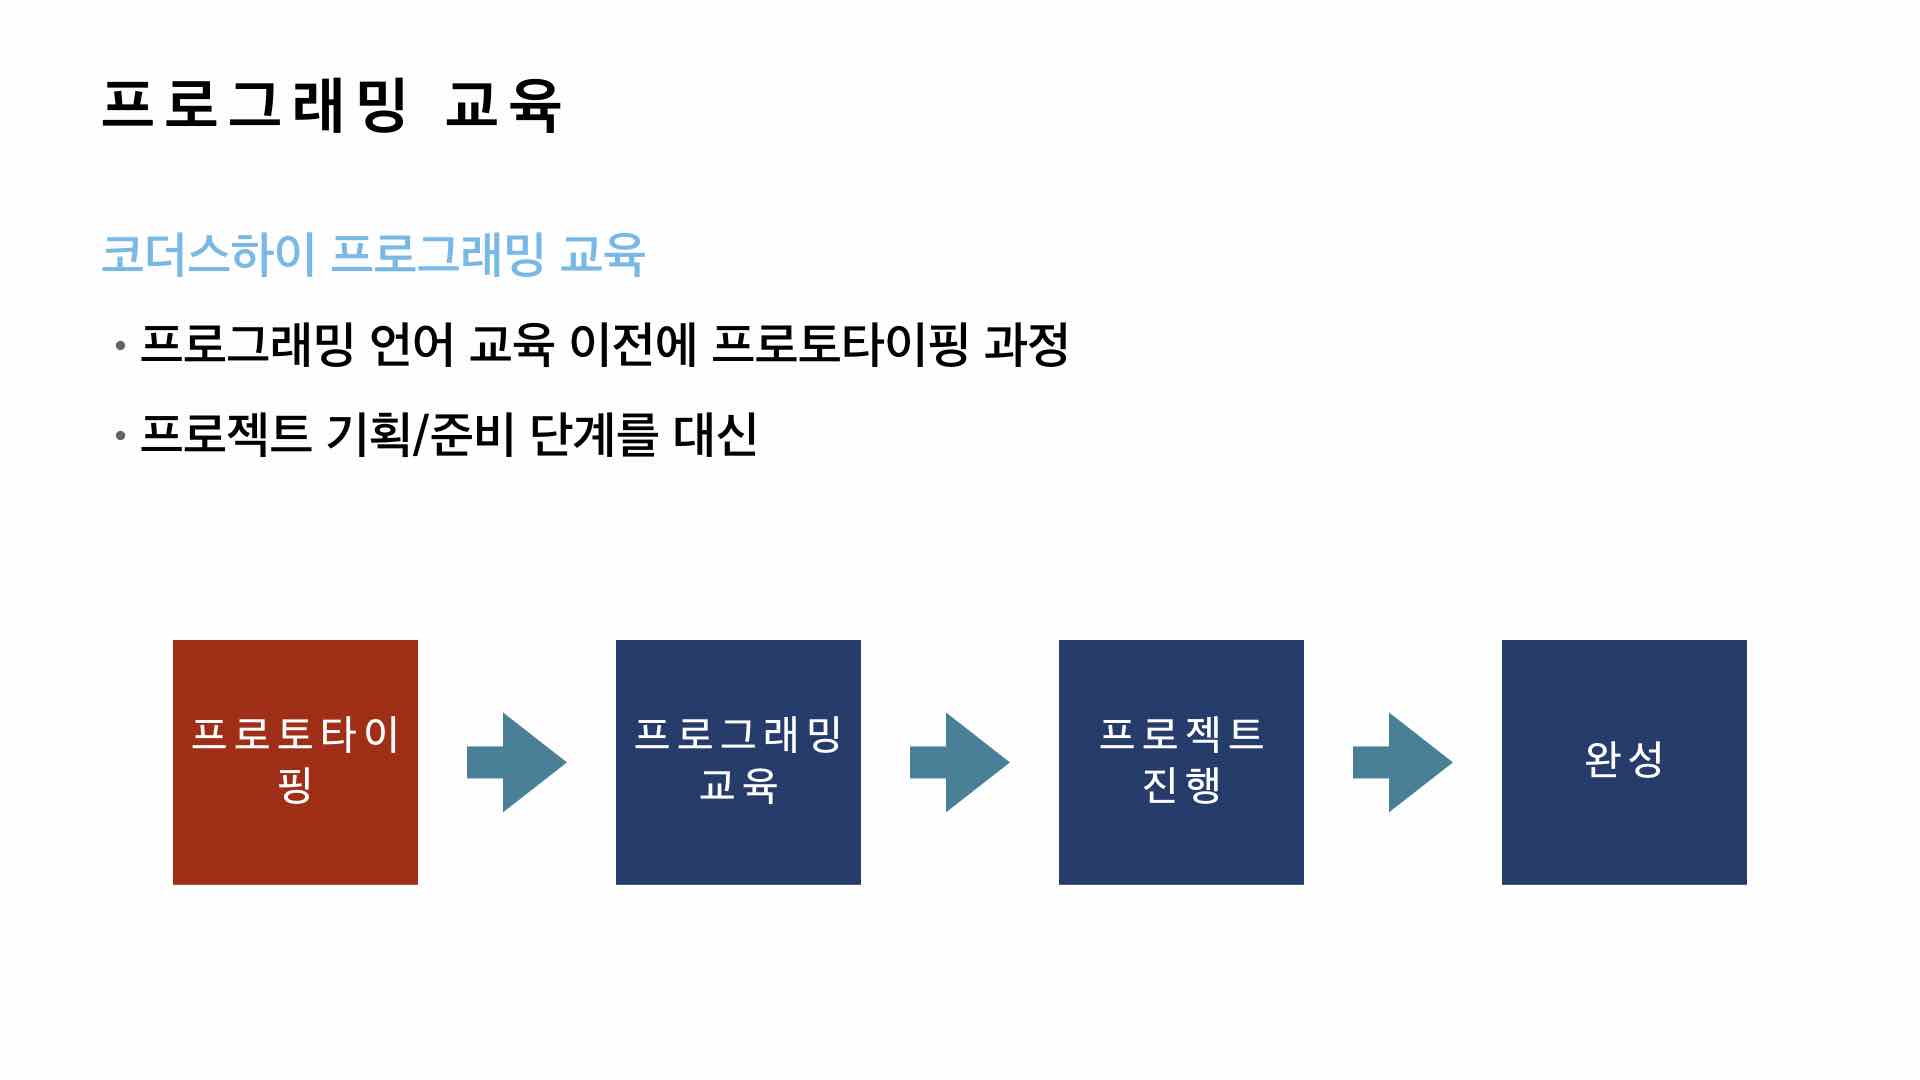 프로그래밍 교육
코더스하이 프로그래밍 교육
• 프로그래밍 언어 교육 이전에 프로토타이핑 과정
• 프로젝트 기획/준비 단계를 대신
프로토타이
핑
프로그래밍
교육
프로젝트
진행
완성